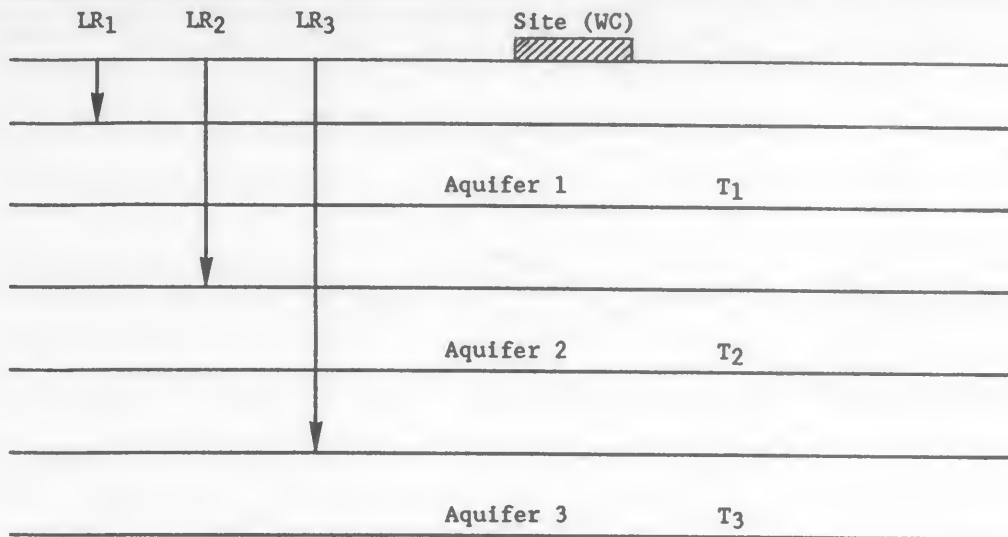 LR1 LR2 LR3 Site (WC)
Aquifer 1 T1
Aquifer 2 T2
Aquifer 3 T3